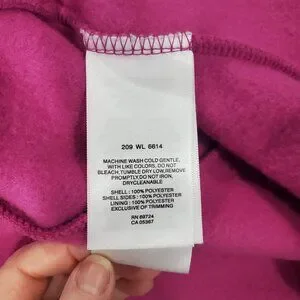 209 WL 6614
MACHINE WASH COLD GENTLE,
WITH LIKE COLORS, DO NOT
BLEACH, TUMBLE DRY LOW, REMOVE
PROMPTLY, DO NOT IRON,
DRYCLEANABLE
SHELL : 100% POLYESTER
SHELL SIDES : 100% POLYESTER
LINING : 100% POLYESTER
EXCLUSIVE OF TRIMMING
RN 69724
CA 05367